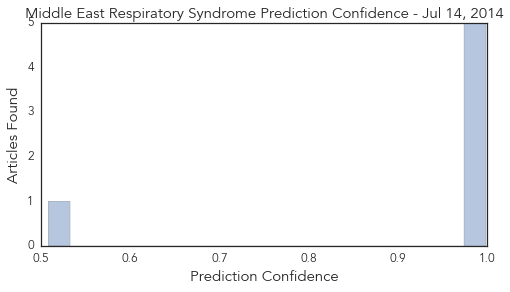 Middle East Respiratory Syndrome Prediction Confidence - Jul 14, 2014
5
4
3
2
1
0
Articles Found
0.5 0.6 0.7 0.8 0.9 1.0
Prediction Confidence